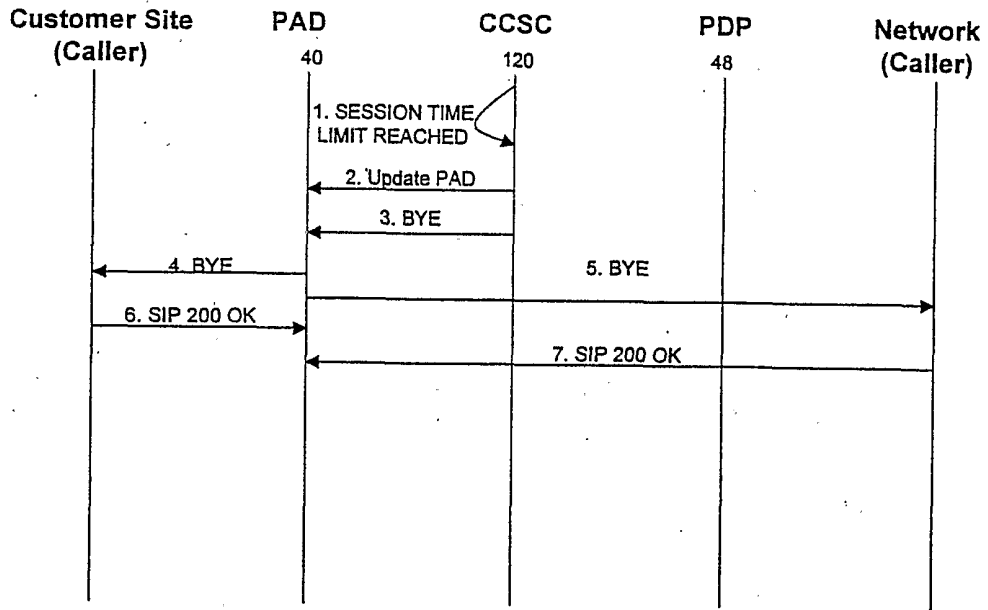 Customer Site
(Caller)
PAD
40
CCSC
120
PDP
48
Network
(Caller)
1. SESSION TIME
LIMIT REACHED
2. Update PAD
3. BYE
4. BYE
5. BYE
6. SIP 200 OK
7. SIP 200 OK